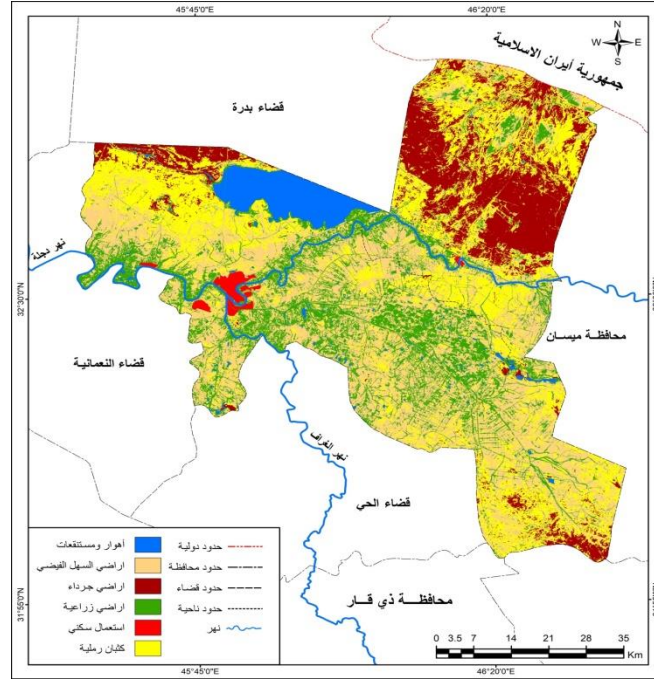 45°45'0"E
46°20'0"E
N
W E
S
جمهورية أيران الاسلامية
قضاء بدرة
نهر دجلة
32°30'0"N
محافظة ميسان
قضاء النعمانية
نهر الغراف
قضاء الحي
أهوار ومستنقعات
حدود دولية
اراضي السهل الفيضي
حدود محافظة
اراضي جرداء
حدود قضاء
اراضي زراعية
حدود ناحية
استعمال سكني
نهر
كثبان رملية
محافظة ذي قار
31°55'0"N
0 3.5 7 14 21 28 35
Km
45°45'0"E
46°20'0"E